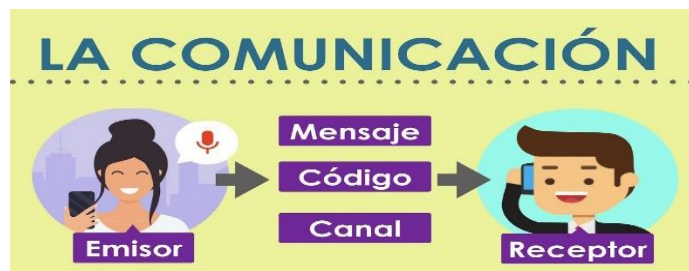 LA COMUNICACIÓN
Mensaje
Código
Canal
Emisor
Receptor